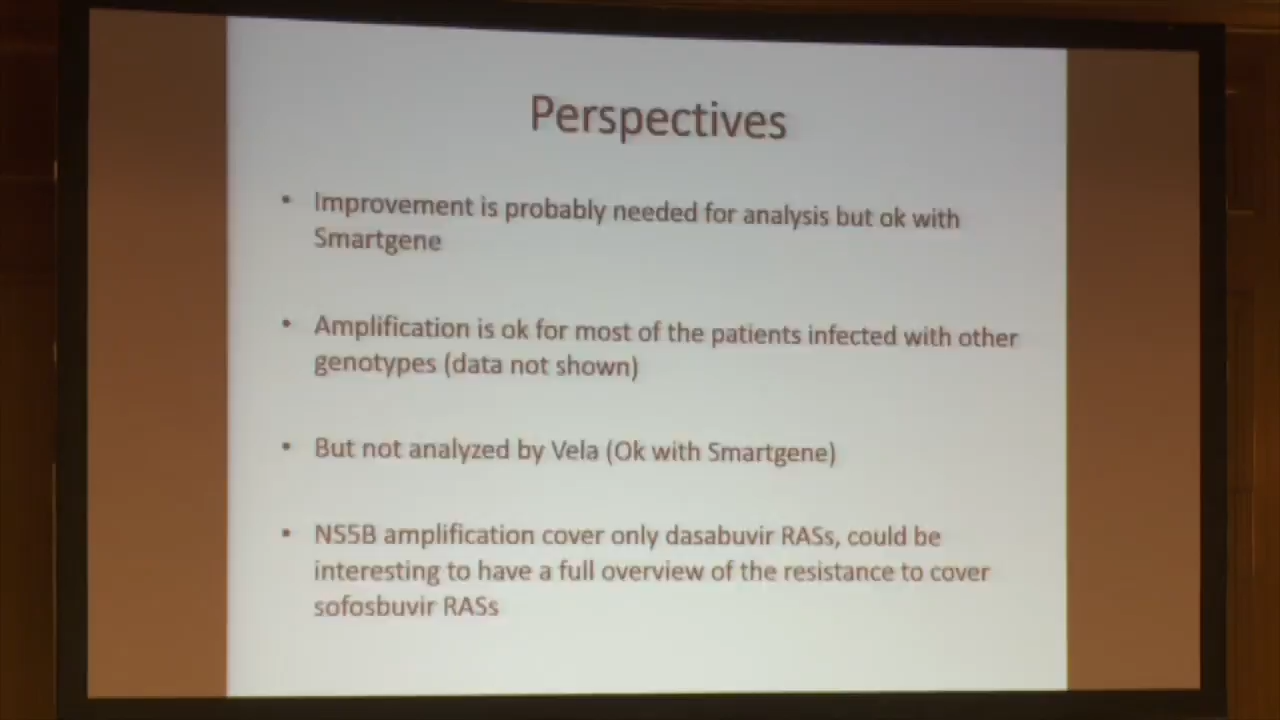 Perspectives
• Improvement is probably needed for analysis but ok with
Smartgene
• Amplification is ok for most of the patients infected with other
genotypes (data not shown)
• But not analyzed by Vela (Ok with Smartgene)
• NS5B amplification cover only dasabuvir RASs, could be
interesting to have a full overview of the resistance to cover
sofosbuvir RASs